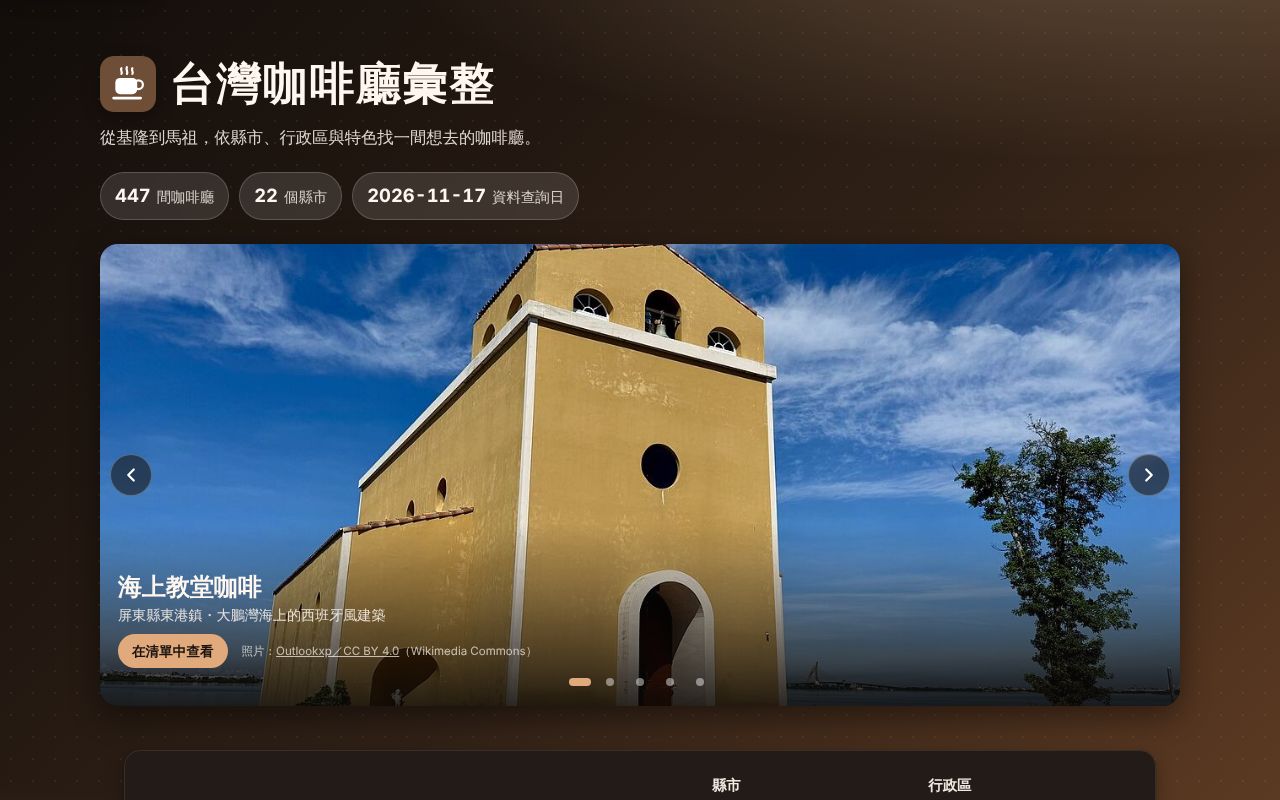 台灣咖啡廳彙整
從基隆到馬祖，依縣市、行政區與特色找一間想去的咖啡廳。
447 間咖啡廳 22 個縣市 2026-11-17 資料查詢日
海上教堂咖啡
屏東縣東港鎮・大鵬灣海上的西班牙風建築
在清單中查看 照片：Outlookxp／CC BY 4.0（Wikimedia Commons）
縣市 行政區